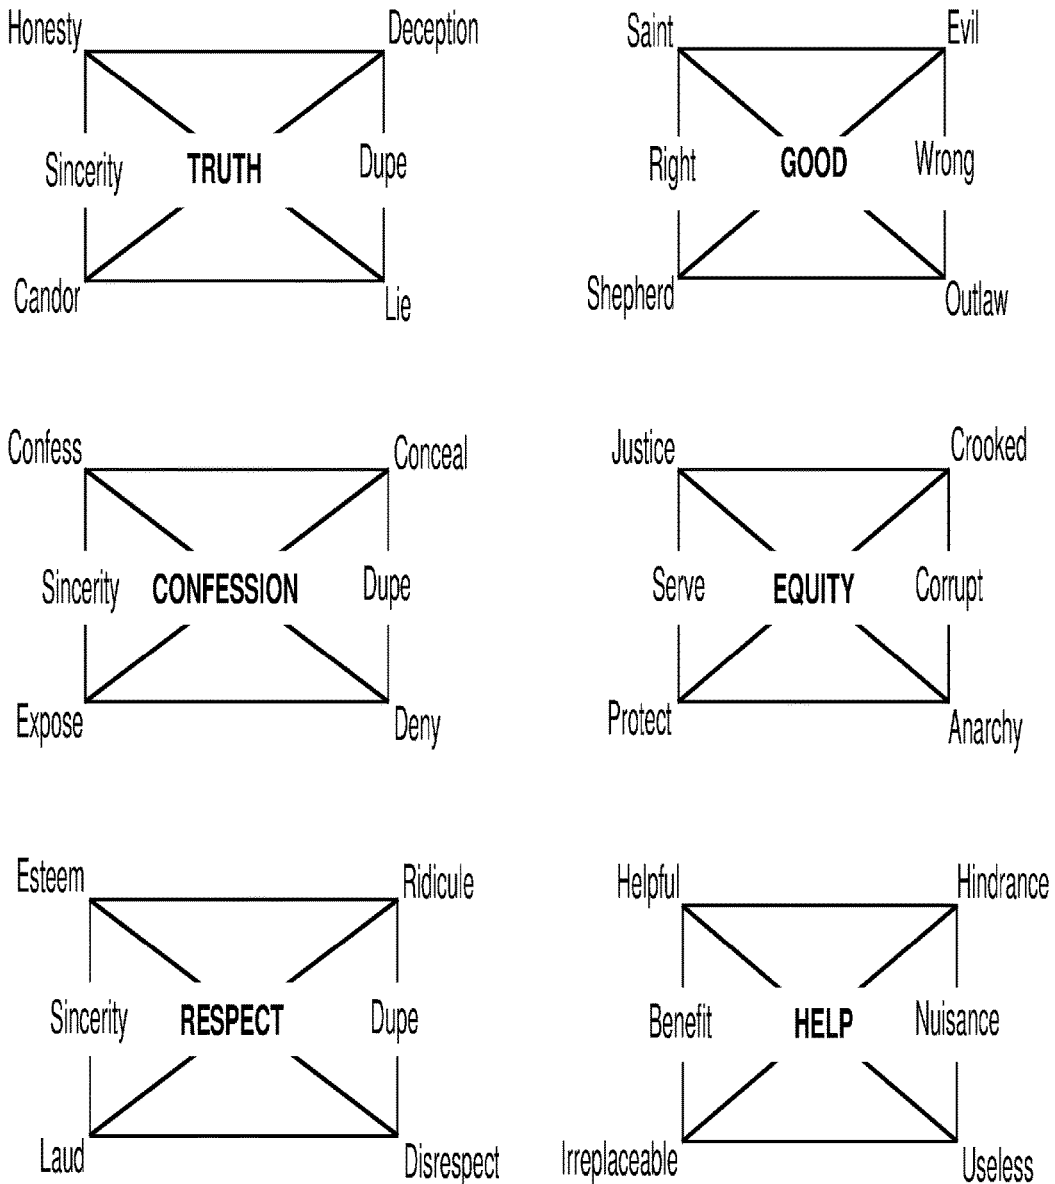 Honesty Deception
Sincerity TRUTH Dupe
Candor Lie
Saint Evil
Right GOOD Wrong
Shepherd Outlaw
Confess Conceal
Sincerity CONFESSION Dupe
Expose Deny
Justice Crooked
Serve EQUITY Corrupt
Protect Anarchy
Esteem Ridicule
Sincerity RESPECT Dupe
Laud Disrespect
Helpful Hindrance
Benefit HELP Nuisance
Irreplaceable Useless